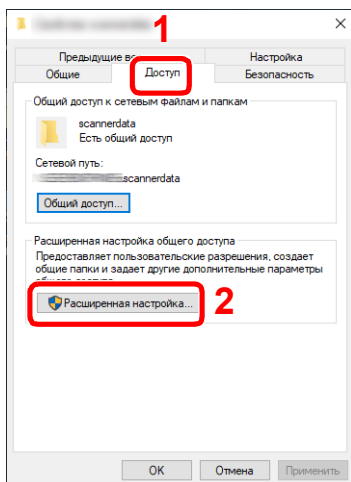 scannerdata
1
Предыдущие
Настройка
Общие
Доступ
Безопасность
Общий доступ к сетевым файлам и папкам
scannerdata
Есть общий доступ
Сетевой путь:
scannerdata
Общий доступ...
Расширенная настройка общего доступа
Предоставляет пользовательские разрешения, создает
общие папки и задает другие дополнительные параметры
Расширенная настройка...
2
OK
Отмена
Применить